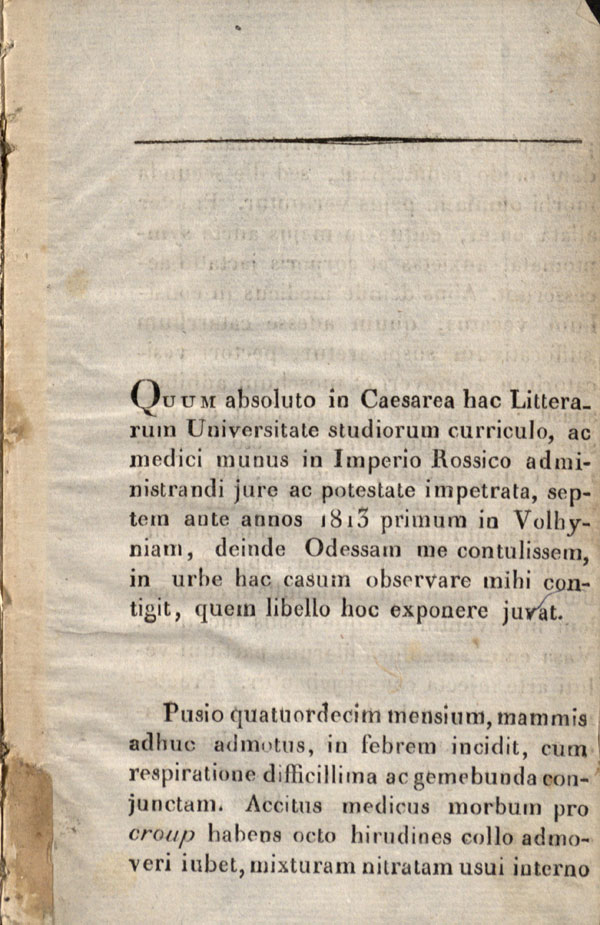 QUUM absoluto in Caesarea hac Littera-
rum Universitate studiorum curriculo, ac
medici munus in Imperio Rossico admi-
nistrandi jure ac potestate impetrata, sep-
tem ante annos 1813 primum in Volhy-
niam, deinde Odessam me contulissem,
in urbe hac casum observare mihi con-
tigit, quem libello hoc exponere juvat.
Pusio quatuordecim mensium, mammis
adhuc admotus, in febrem incidit, cum
respiratione difficillima ac gemebunda con-
junctam. Accitus medicus morbum pro
croup habens octo hirudines collo admo-
veri iubet, mixturam nitratam usui interno